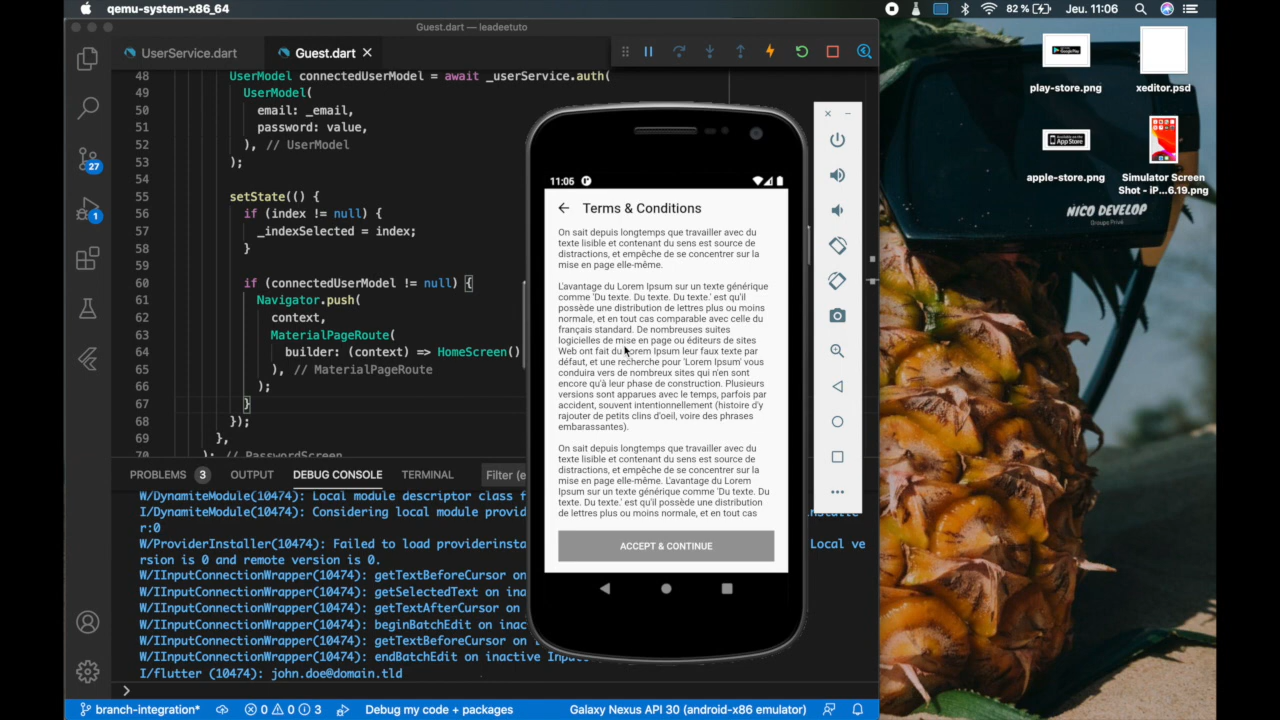 qemu-system-x86_64
82 %
Jeu. 11:06
Guest.dart — leadeetuto
UserService.dart
Guest.dart
48 UserModel connectedUserModel = await _userService.auth(
49 UserModel(
50 email: _email,
51 password: value,
52 ), // UserModel
53 );
54
55 setState(() {
56 if (index != null) {
57 _indexSelected = index;
58 }
59
60 if (connectedUserModel != null) {
61 Navigator.push(
62 context,
63 MaterialPageRoute(
64 builder: (context) => HomeScreen()
65 ), // MaterialPageRoute
66 );
67 }
68 });
69 },
70 ); // PasswordScreen
27
1
PROBLEMS 3 OUTPUT DEBUG CONSOLE TERMINAL Filter (e
W/DynamiteModule(10474): Local module descriptor class f
I/DynamiteModule(10474): Considering local module provid
r:0
W/ProviderInstaller(10474): Failed to load providerinsta Local ve
rsion is 0 and remote version is 0.
W/IInputConnectionWrapper(10474): getTextBeforeCursor on
W/IInputConnectionWrapper(10474): getSelectedText on ina
W/IInputConnectionWrapper(10474): getTextAfterCursor on
W/IInputConnectionWrapper(10474): beginBatchEdit on inac
W/IInputConnectionWrapper(10474): getTextBeforeCursor on
W/IInputConnectionWrapper(10474): endBatchEdit on inactive Inpu
I/flutter (10474): john.doe@domain.tld
branch-integration*
0 0 3
Debug my code + packages
Galaxy Nexus API 30 (android-x86 emulator)
11:06
Terms & Conditions
On sait depuis longtemps que travailler avec du
texte lisible et contenant du sens est source de
distractions, et empêche de se concentrer sur la
mise en page elle-même.
L'avantage du Lorem Ipsum sur un texte générique
comme 'Du texte. Du texte. Du texte.' est qu'il
possède une distribution de lettres plus ou moins
normale, et en tout cas comparable avec celle du
français standard. De nombreuses suites
logicielles de mise en page ou éditeurs de sites
Web ont fait du Lorem Ipsum leur faux texte par
défaut, et une recherche pour 'Lorem Ipsum' vous
conduira vers de nombreux sites qui n'en sont
encore qu'à leur phase de construction. Plusieurs
versions sont apparues avec le temps, parfois par
accident, souvent intentionnellement (histoire d'y
rajouter de petits clins d'oeil, voire des phrases
embarassantes).
On sait depuis longtemps que travailler avec du
texte lisible et contenant du sens est source de
distractions, et empêche de se concentrer sur la
mise en page elle-même. L'avantage du Lorem
Ipsum sur un texte générique comme 'Du texte. Du
texte. Du texte.' est qu'il possède une distribution
de lettres plus ou moins normale, et en tout cas
ACCEPT & CONTINUE
play-store.png
xeditor.psd
apple-store.png
Simulator Screen
Shot - iP...6.19.png
NICO DEVELOP
Groupe Privé